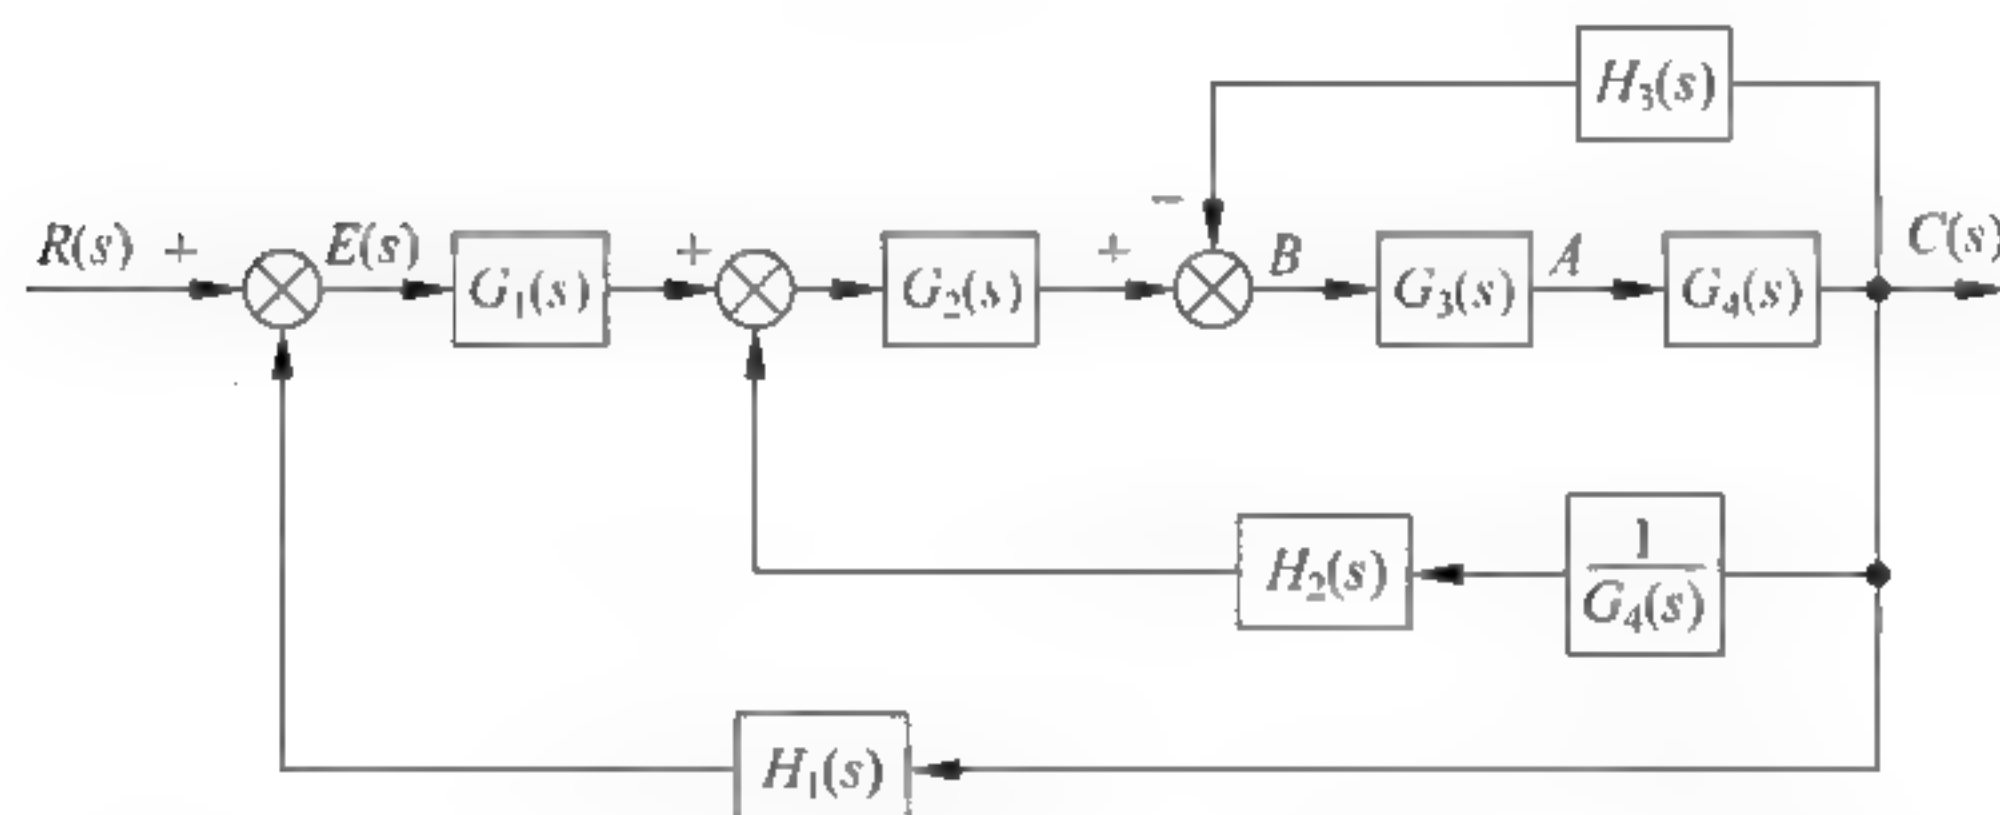 H₃(s)
R(s) + E(s) G₁(s) + G₂(s) + − B G₃(s) A G₄(s) C(s)
H₂(s) 1/G₄(s)
H₁(s)